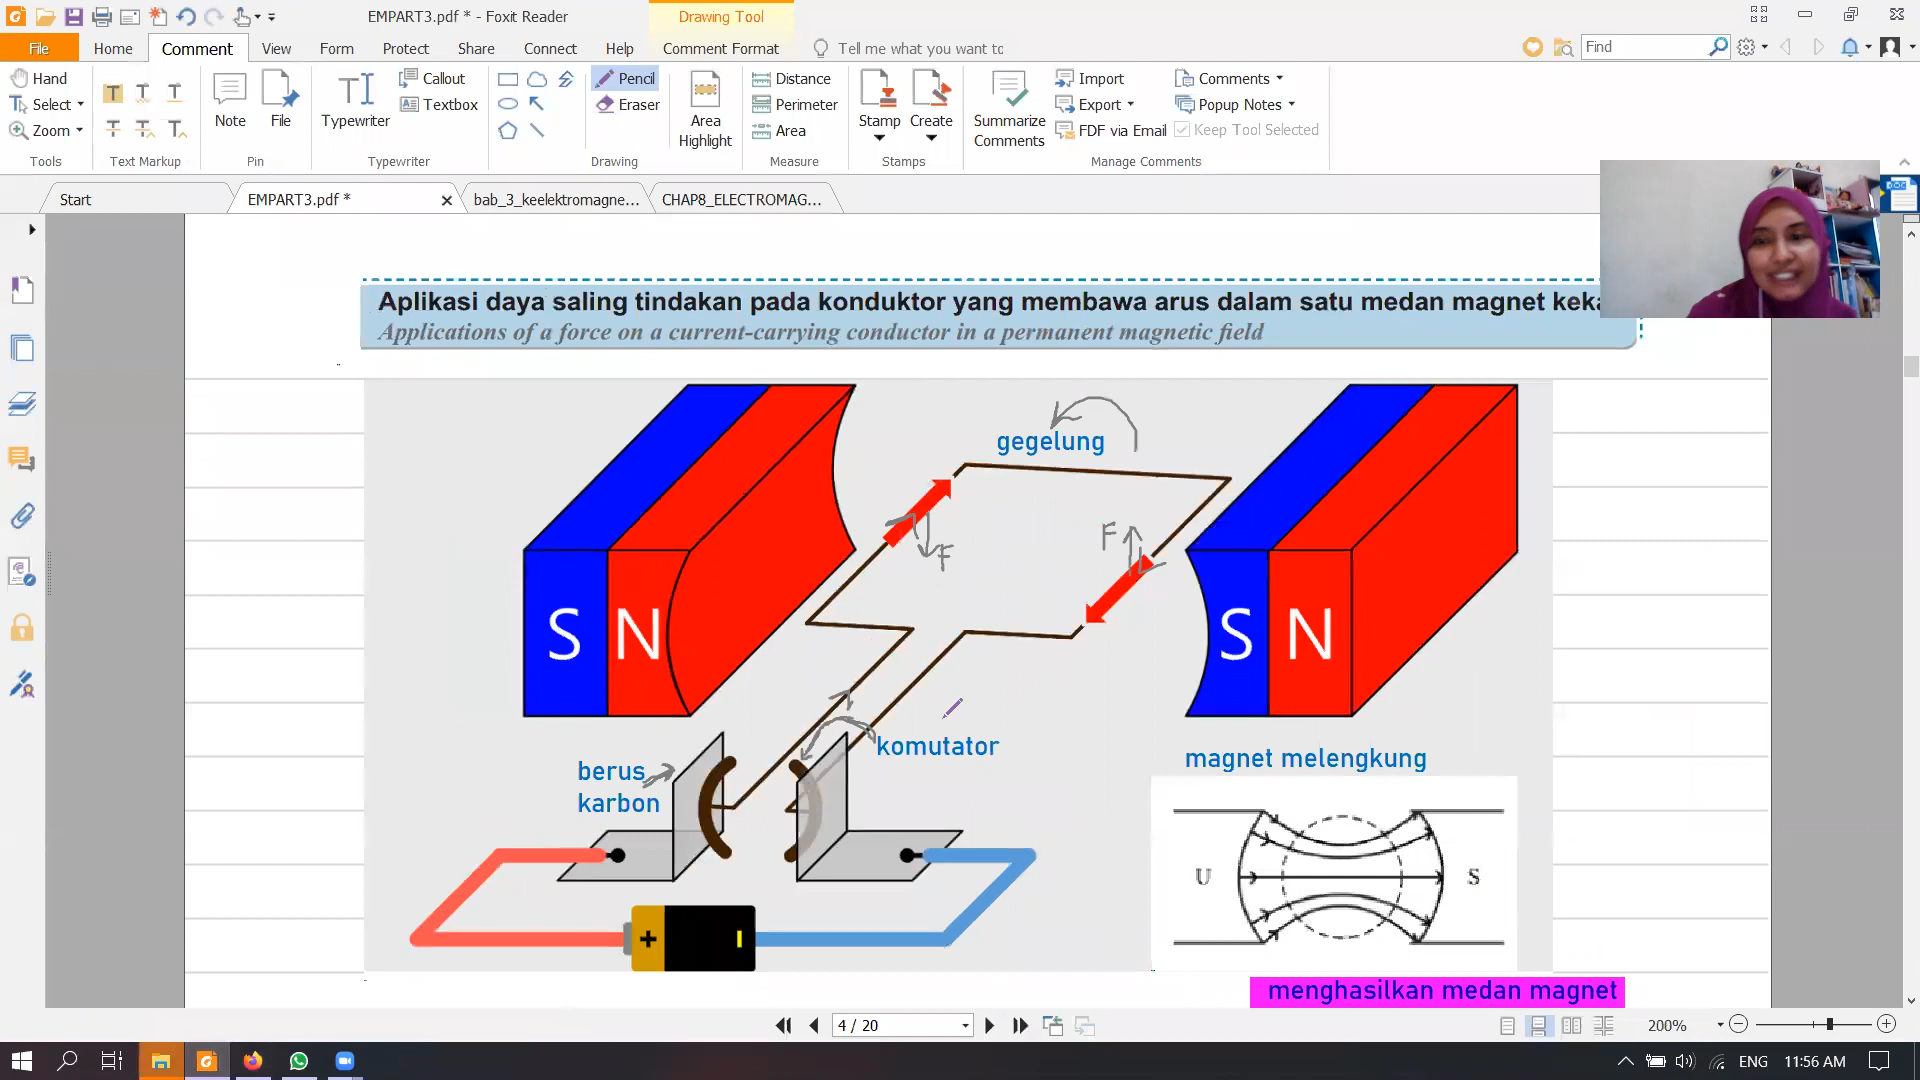 EMPART3.pdf * - Foxit Reader
Drawing Tool
File
Home
Comment
View
Form
Protect
Share
Connect
Help
Comment Format
Tell me what you want to
Find
Hand
Select
Zoom
Tools
Text Markup
Note
File
Pin
Typewriter
Callout
Textbox
Typewriter
Pencil
Eraser
Drawing
Area
Highlight
Distance
Perimeter
Area
Measure
Stamp
Create
Stamps
Summarize
Comments
Import
Export
FDF via Email
Comments
Popup Notes
Keep Tool Selected
Manage Comments
Start
EMPART3.pdf *
bab_3_keelektromagne...
CHAP8_ELECTROMAG...
Aplikasi daya saling tindakan pada konduktor yang membawa arus dalam satu medan magnet keka
Applications of a force on a current-carrying conductor in a permanent magnetic field
gegelung
F
F
S N
S N
komutator
berus
karbon
magnet melengkung
U S
+ -
menghasilkan medan magnet
4 / 20
200%
ENG
11:56 AM